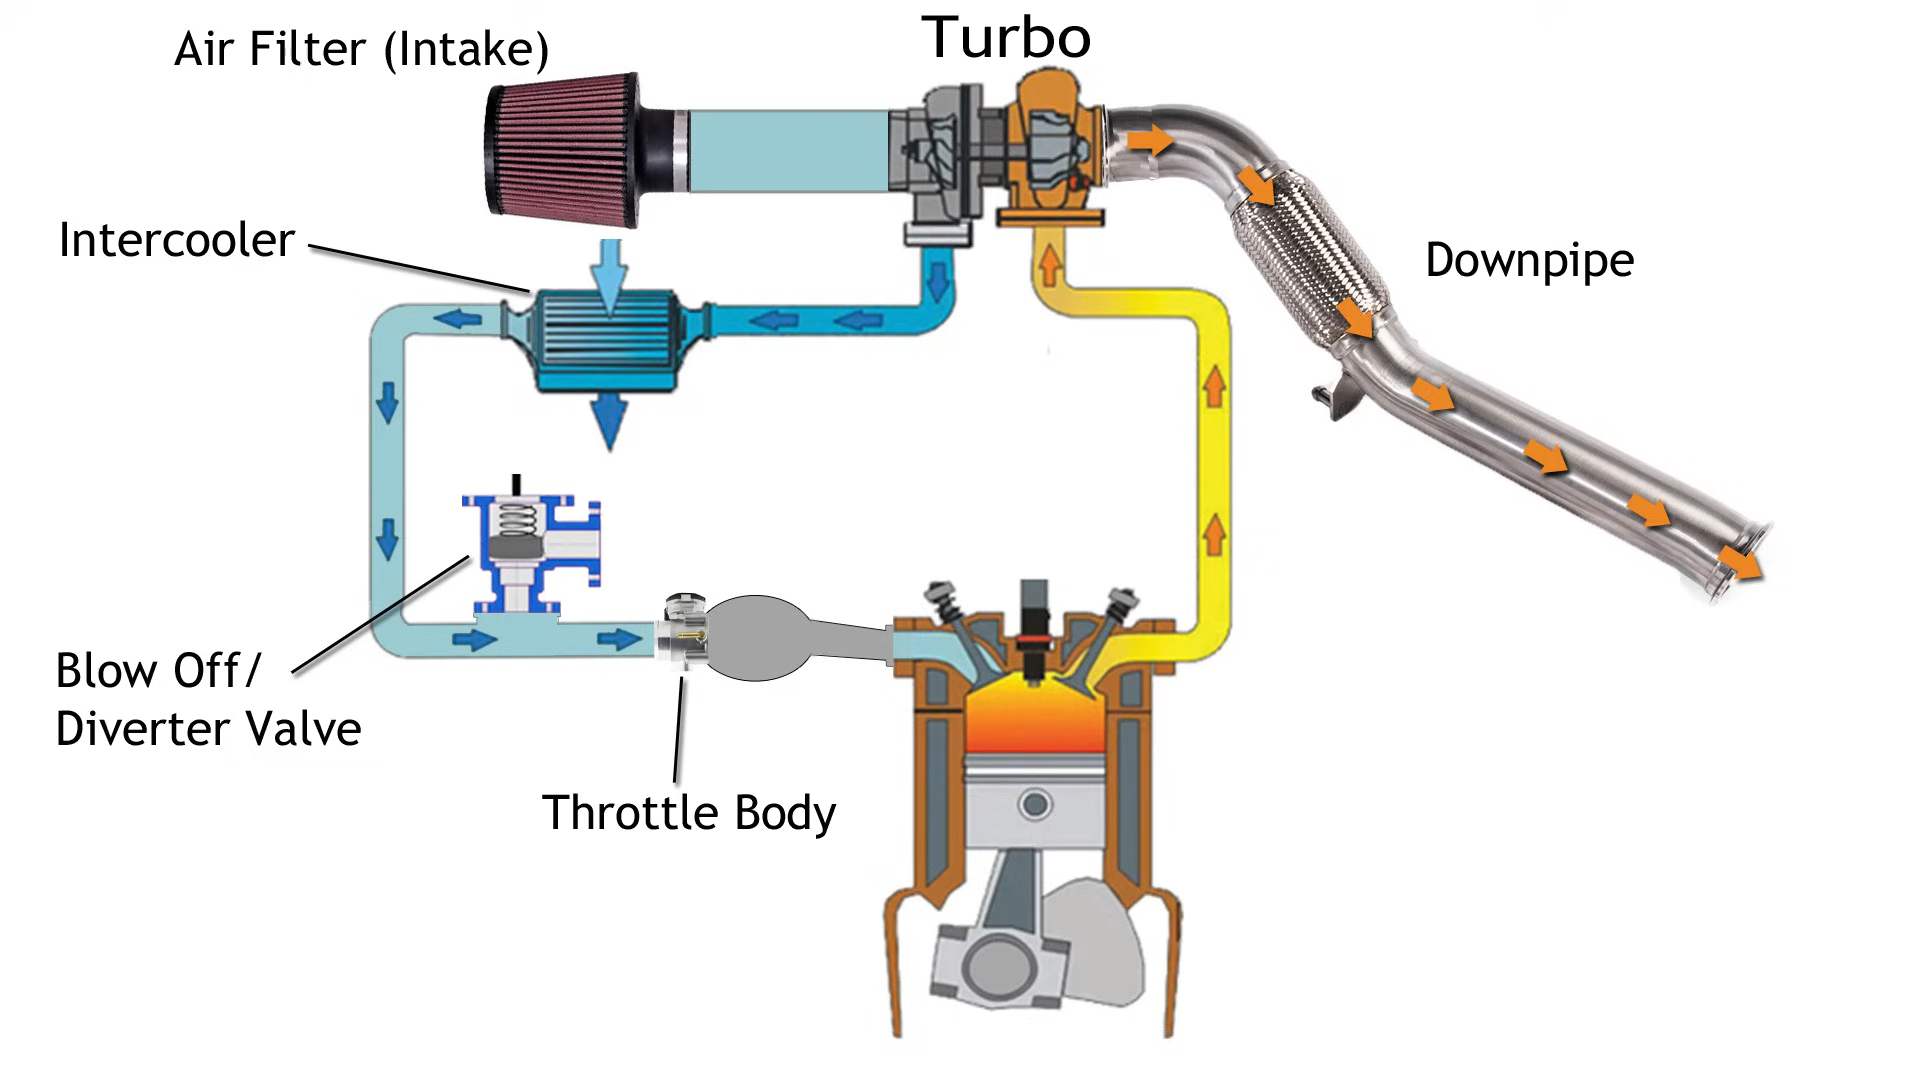 Air Filter (Intake)
Turbo
Intercooler
Downpipe
Blow Off/
Diverter Valve
Throttle Body